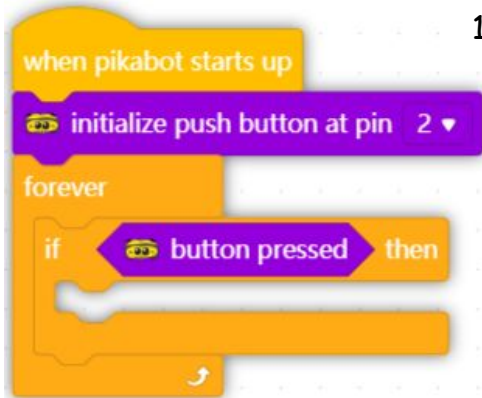 1
when pikabot starts up
initialize push button at pin 2
forever
if button pressed then